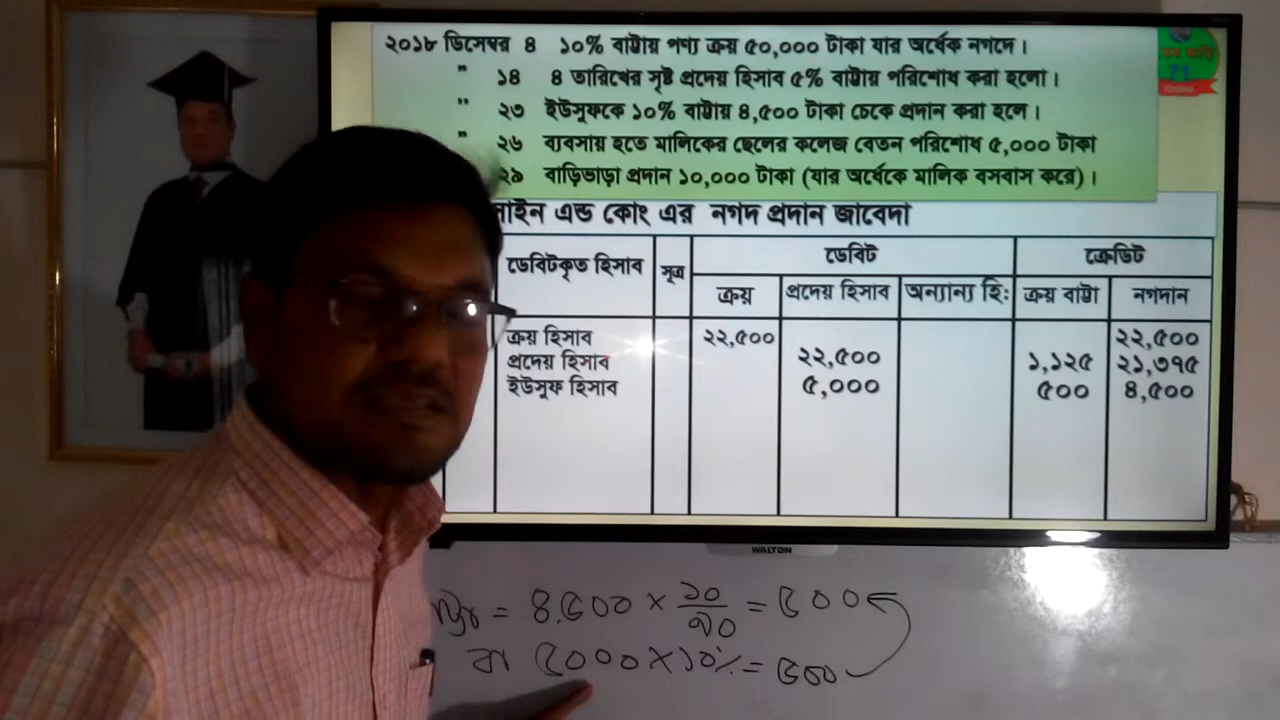 ২০১৮ ডিসেম্বর ৪ ১০% বাট্টায় পণ্য ক্রয় ৫০,০০০ টাকা যার অর্ধেক নগদে।
" ১৪ ৪ তারিখের সৃষ্ট প্রদেয় হিসাব ৫% বাট্টায় পরিশোধ করা হলো।
" ২৩ ইউসুফকে ১০% বাট্টায় ৪,৫০০ টাকা চেকে প্রদান করা হলে।
" ২৬ ব্যবসায় হতে মালিকের ছেলের কলেজ বেতন পরিশোধ ৫,০০০ টাকা
২৯ বাড়িভাড়া প্রদান ১০,০০০ টাকা (যার অর্ধেকে মালিক বসবাস করে)।
71
লাইন এন্ড কোং এর নগদ প্রদান জাবেদা
ডেবিটকৃত হিসাব সূত্র ডেবিট ক্রেডিট
ক্রয় প্রদেয় হিসাব অন্যান্য হি: ক্রয় বাট্টা নগদান
ক্রয় হিসাব ২২,৫০০ ২২,৫০০
প্রদেয় হিসাব ২২,৫০০ ১,১২৫ ২১,৩৭৫
ইউসুফ হিসাব ৫,০০০ ৫০০ ৪,৫০০
WALTON
= ৪,৫০০ × ১০/৯০ = ৫০০
বা ৫০০০ × ১০% = ৫০০